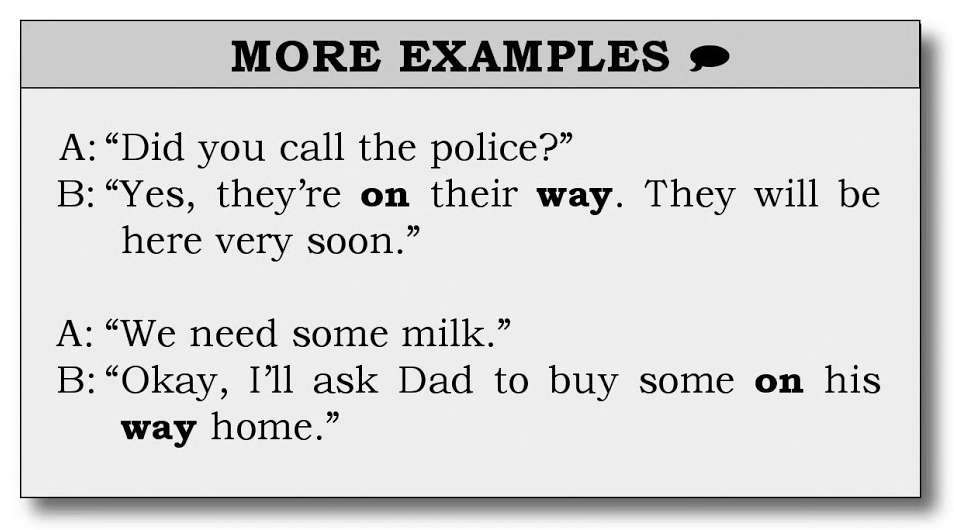 MORE EXAMPLES
A: “Did you call the police?”
B: “Yes, they’re on their way. They will be
here very soon.”
A: “We need some milk.”
B: “Okay, I’ll ask Dad to buy some on his
way home.”